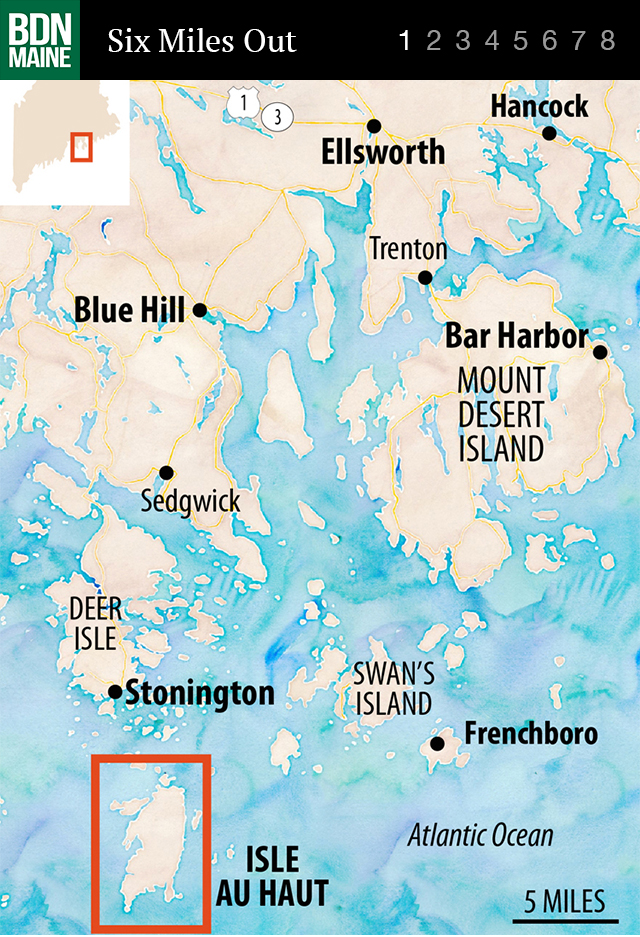 BDN
MAINE
Six Miles Out
1 2 3 4 5 6 7 8
1
3
Hancock
Ellsworth
Trenton
Blue Hill
Bar Harbor
MOUNT
DESERT
ISLAND
Sedgwick
DEER
ISLE
SWAN'S
ISLAND
Stonington
Frenchboro
Atlantic Ocean
ISLE
AU HAUT
5 MILES